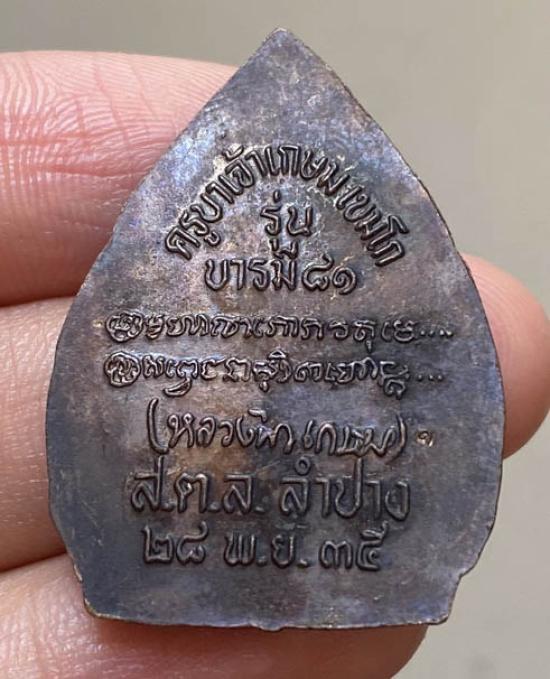 ครูบาเจ้าเกษม เขมโก
รุ่น
บารมี ๘๑
(หลวงพ่อเกษม)
ส.ต.ล. ลำปาง
๒๘ พ.ย. ๓๕